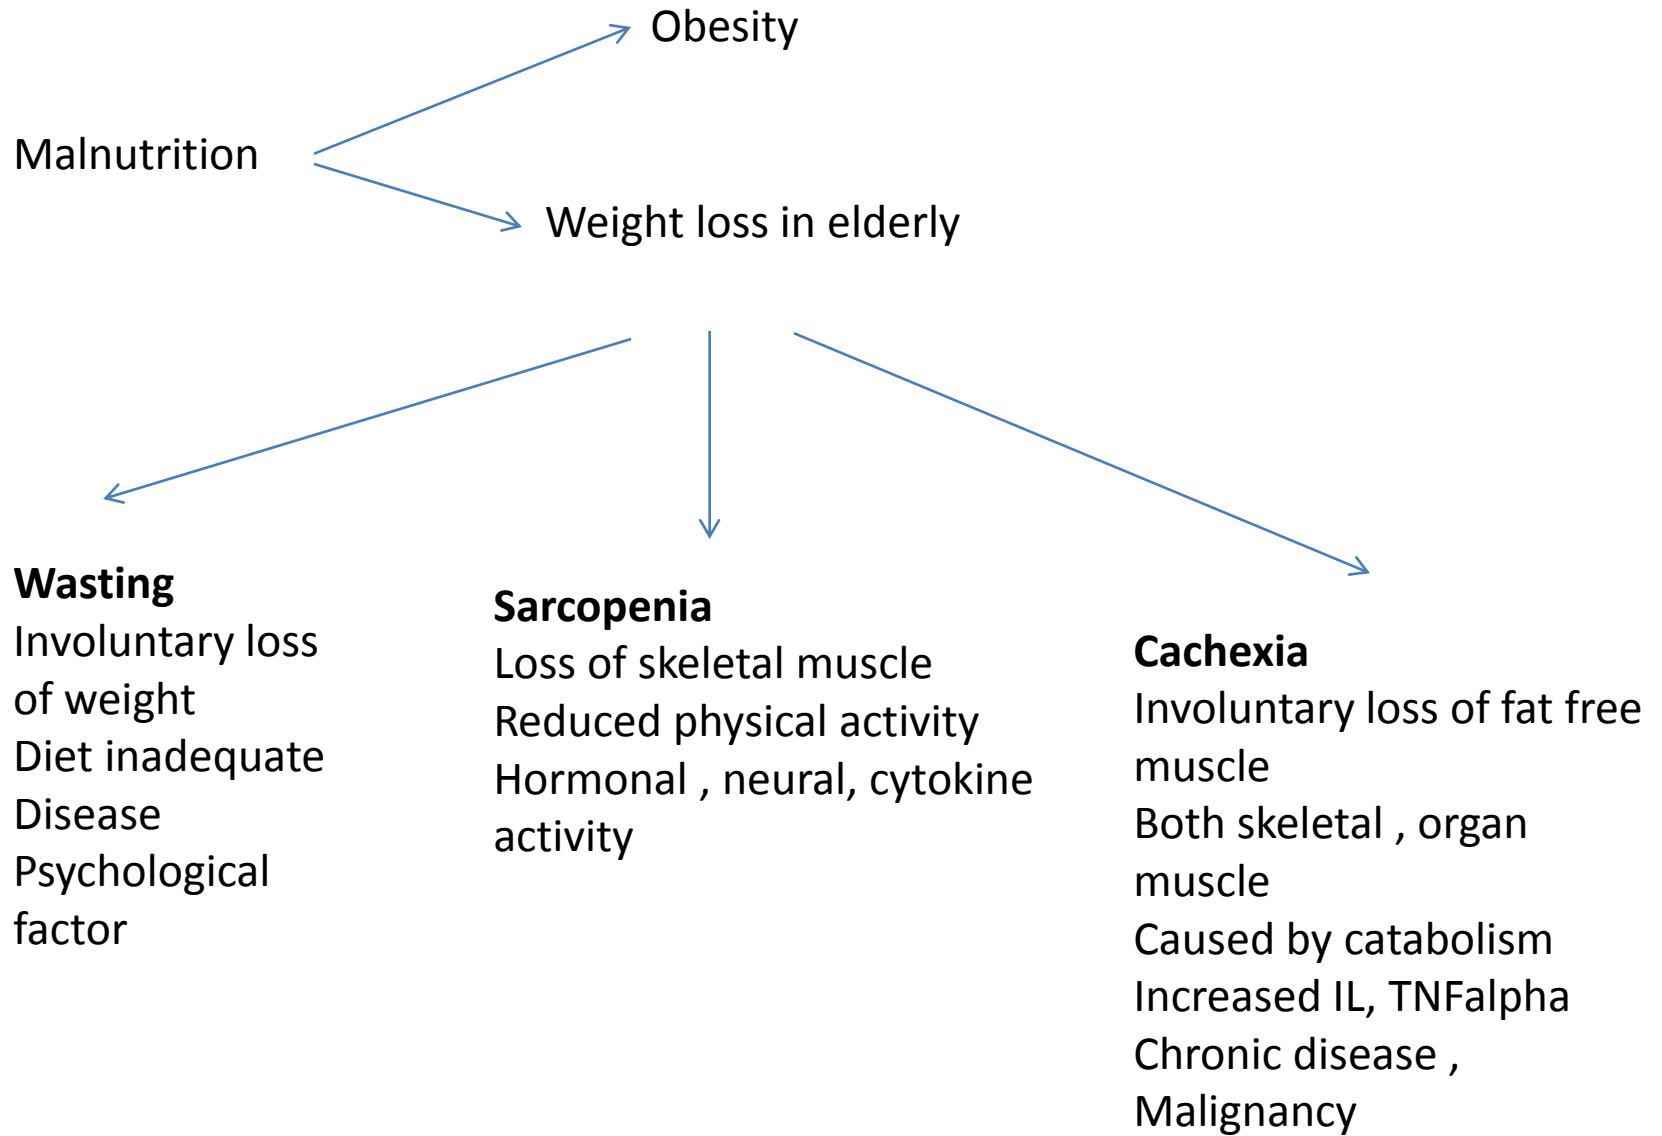 Obesity
Malnutrition
Weight loss in elderly
Wasting
Involuntary loss
of weight
Diet inadequate
Disease
Psychological
factor
Sarcopenia
Loss of skeletal muscle
Reduced physical activity
Hormonal , neural, cytokine
activity
Cachexia
Involuntary loss of fat free
muscle
Both skeletal , organ
muscle
Caused by catabolism
Increased IL, TNFalpha
Chronic disease ,
Malignancy